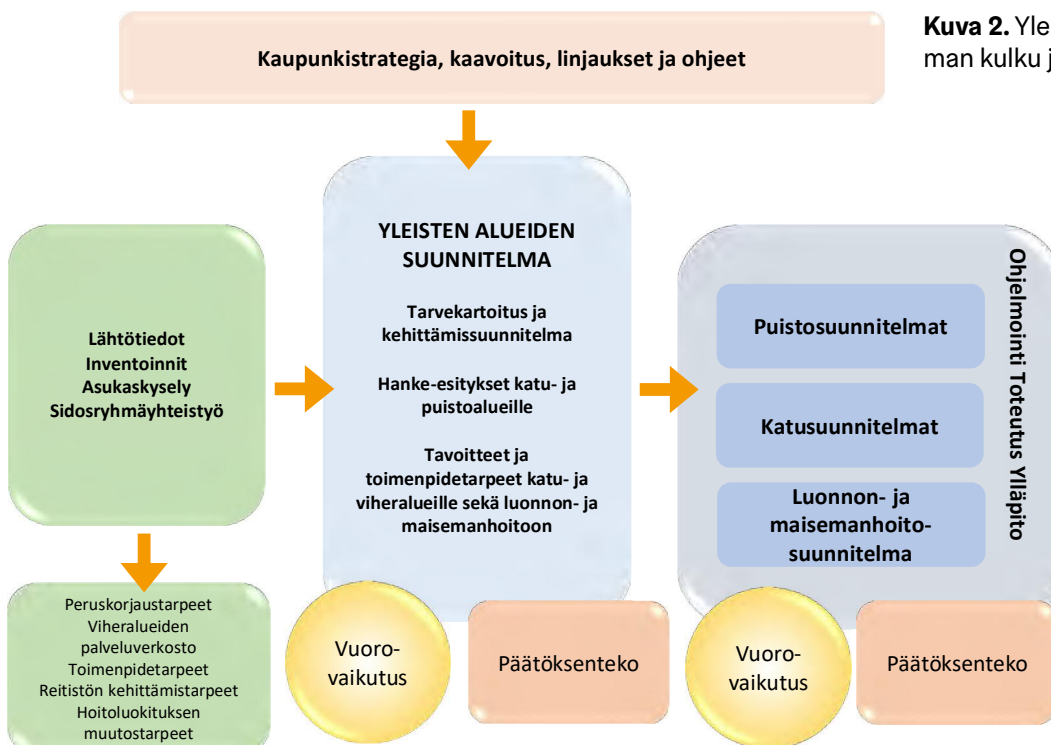 Kaupunkistrategia, kaavoitus, linjaukset ja ohjeet
Kuva 2. Yle
man kulku j
Lähtötiedot
Inventoinnit
Asukaskysely
Sidosryhmäyhteistyö
Peruskorjaustarpeet
Viheralueiden
palveluverkosto
Toimenpidetarpeet
Reitistön kehittämistarpeet
Hoitoluokituksen
muutostarpeet
YLEISTEN ALUEIDEN
SUUNNITELMA
Tarvekartoitus ja
kehittämissuunnitelma
Hanke-esitykset katu- ja
puistoalueille
Tavoitteet ja
toimenpidetarpeet katu- ja
viheralueille sekä luonnon- ja
maisemanhoitoon
Vuoro-
vaikutus
Päätöksenteko
Puistosuunnitelmat
Katusuunnitelmat
Luonnon- ja
maisemanhoito-
suunnitelma
Ohjelmointi Toteutus Ylläpito
Vuoro-
vaikutus
Päätöksenteko